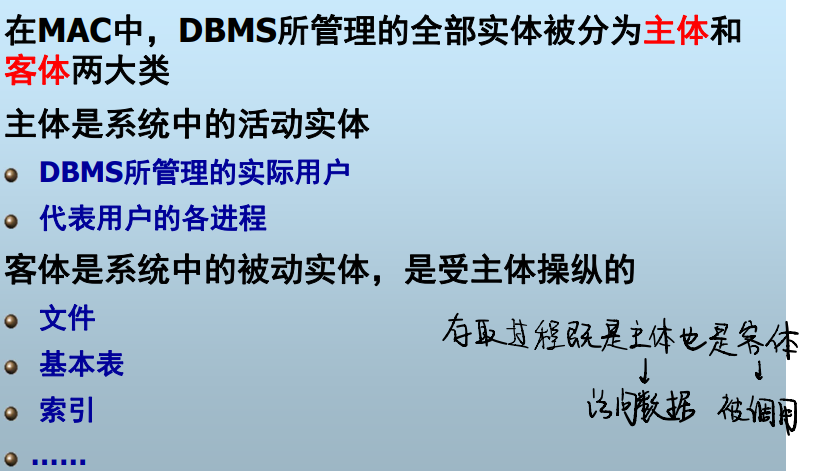 在MAC中，DBMS所管理的全部实体被分为主体和
客体两大类
主体是系统中的活动实体
DBMS所管理的实际用户
代表用户的各进程
客体是系统中的被动实体，是受主体操纵的
文件
基本表
索引
......
存取过程既是主体也是客体
↓ ↓
访问数据 被调用